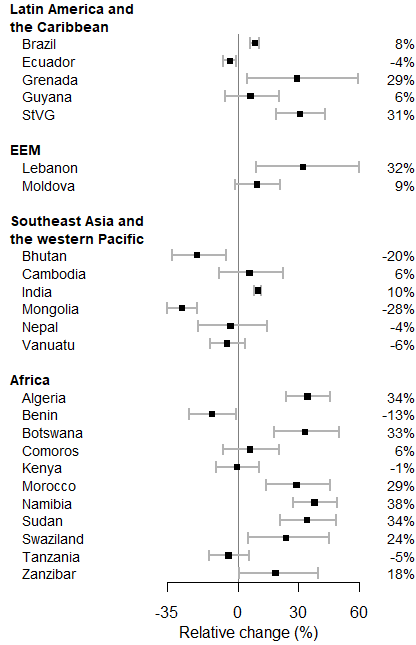 Latin America and
the Caribbean
Brazil 8%
Ecuador -4%
Grenada 29%
Guyana 6%
StVG 31%
EEM
Lebanon 32%
Moldova 9%
Southeast Asia and
the western Pacific
Bhutan -20%
Cambodia 6%
India 10%
Mongolia -28%
Nepal -4%
Vanuatu -6%
Africa
Algeria 34%
Benin -13%
Botswana 33%
Comoros 6%
Kenya -1%
Morocco 29%
Namibia 38%
Sudan 34%
Swaziland 24%
Tanzania -5%
Zanzibar 18%
-35 0 30 60
Relative change (%)